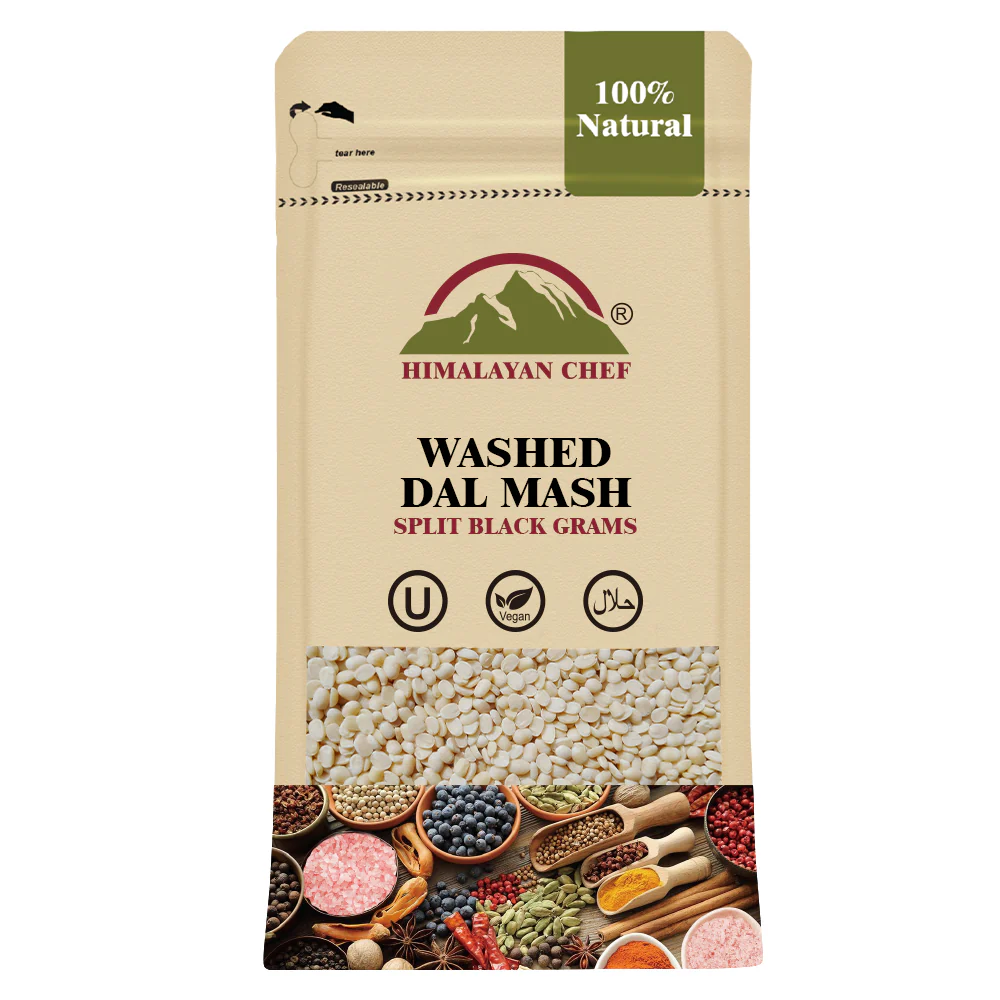 100%
Natural
tear here
Resealable
®
HIMALAYAN CHEF
WASHED
DAL MASH
SPLIT BLACK GRAMS
U
Vegan
حلال